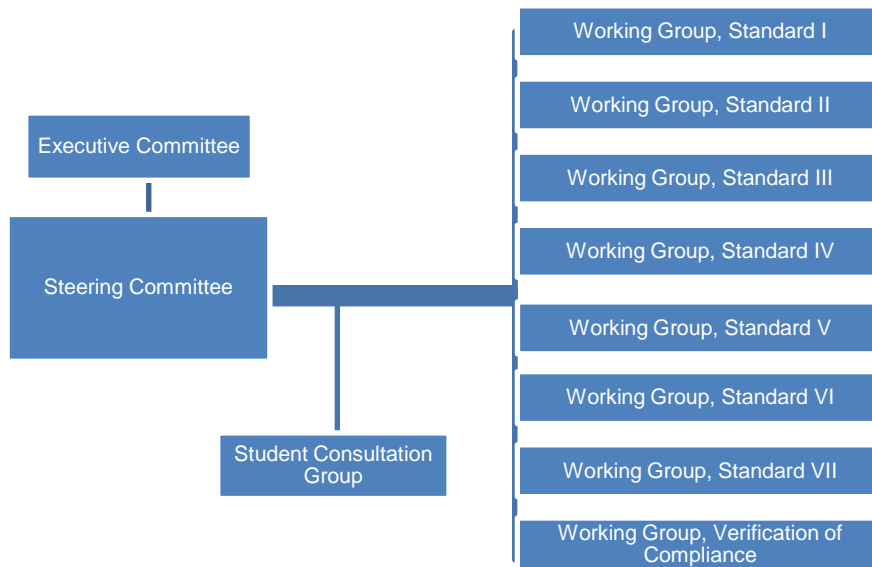 Executive Committee
Steering Committee
Student Consultation
Group
Working Group, Standard I
Working Group, Standard II
Working Group, Standard III
Working Group, Standard IV
Working Group, Standard V
Working Group, Standard VI
Working Group, Standard VII
Working Group, Verification of
Compliance